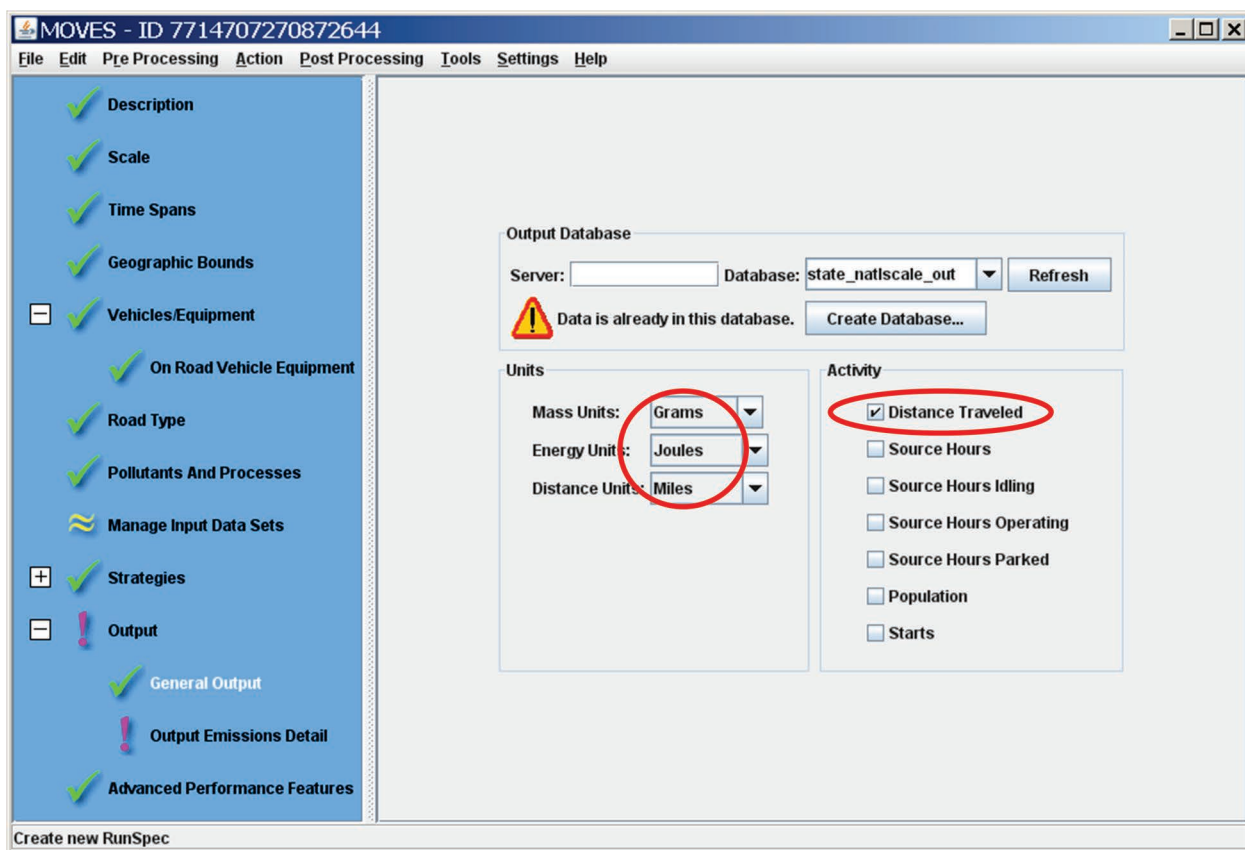 MOVES - ID 7714707270872644
File Edit Pre Processing Action Post Processing Tools Settings Help
Description
Scale
Time Spans
Geographic Bounds
Vehicles/Equipment
On Road Vehicle Equipment
Road Type
Pollutants And Processes
Manage Input Data Sets
Strategies
Output
General Output
Output Emissions Detail
Advanced Performance Features
Output Database
Server: Database: state_natlscale_out Refresh
Data is already in this database. Create Database...
Units
Mass Units: Grams
Energy Units: Joules
Distance Units: Miles
Activity
Distance Traveled
Source Hours
Source Hours Idling
Source Hours Operating
Source Hours Parked
Population
Starts
Create new RunSpec